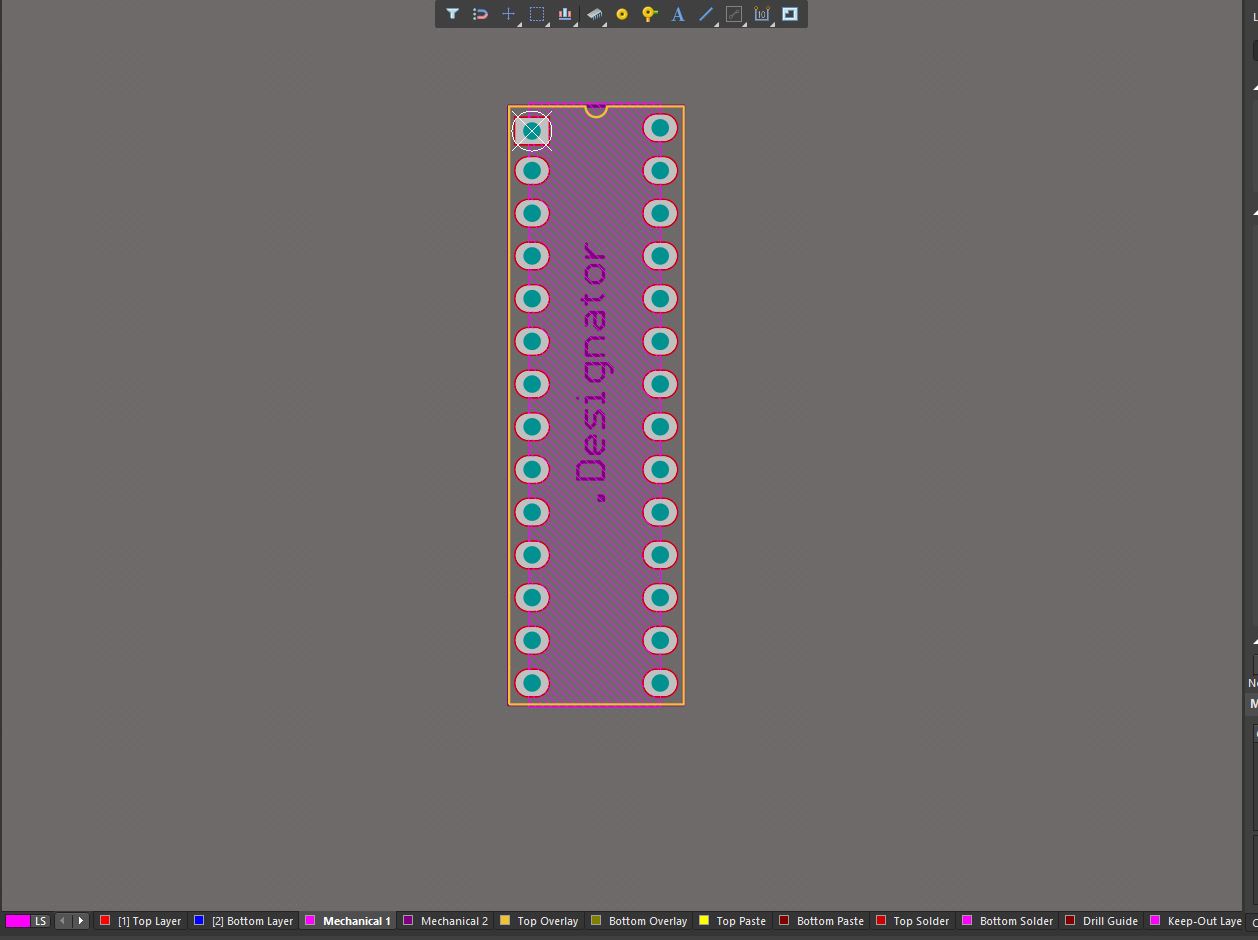 A
10
.Designator
LS
[1] Top Layer
[2] Bottom Layer
Mechanical 1
Mechanical 2
Top Overlay
Bottom Overlay
Top Paste
Bottom Paste
Top Solder
Bottom Solder
Drill Guide
Keep-Out Laye